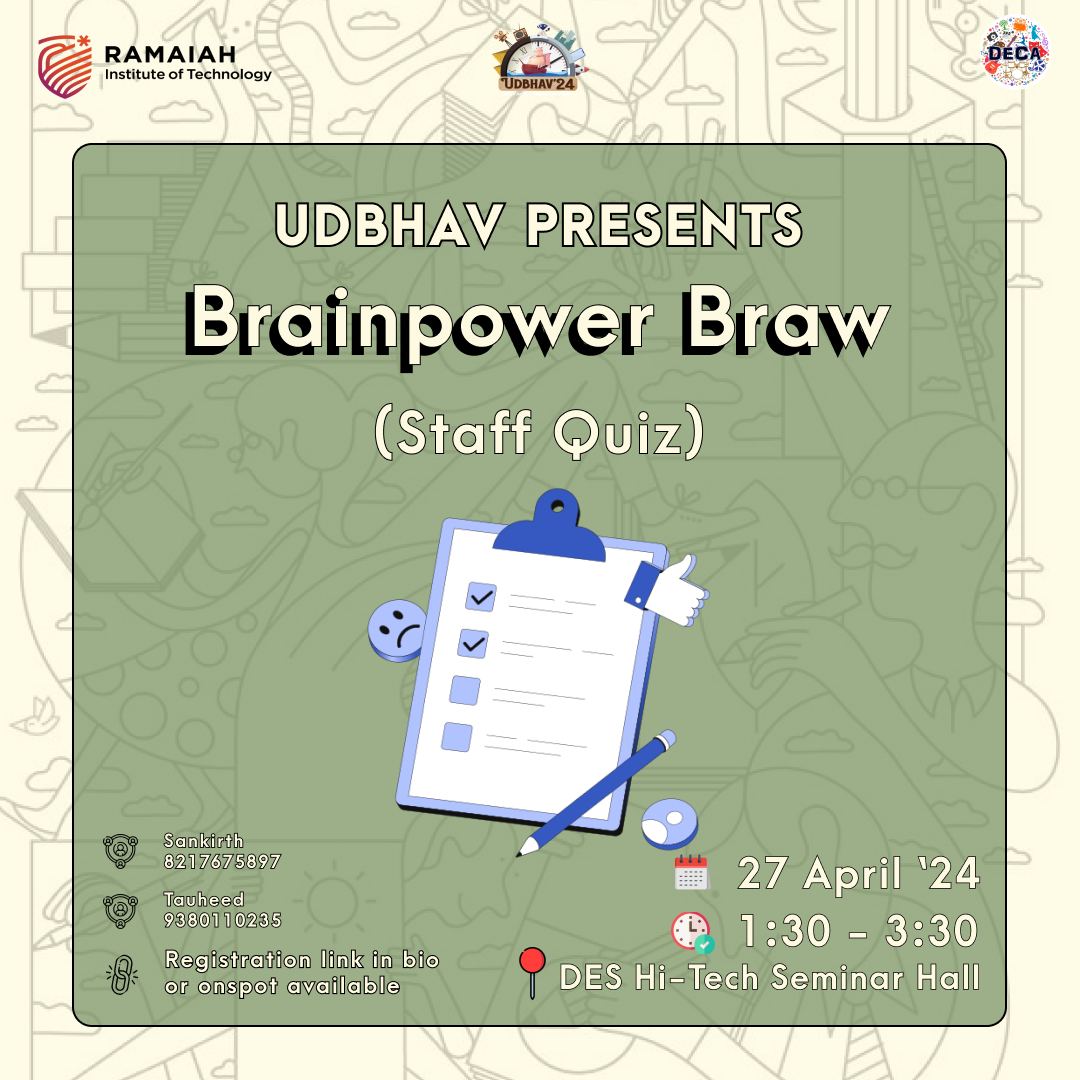 RAMAIAH
Institute of Technology
UDBHAV'24
DECA
UDBHAV PRESENTS
Brainpower Braw
(Staff Quiz)
Sankirth
8217675897
Tauheed
9380110235
Registration link in bio
or onspot available
27 April ‘24
1:30 - 3:30
DES Hi-Tech Seminar Hall